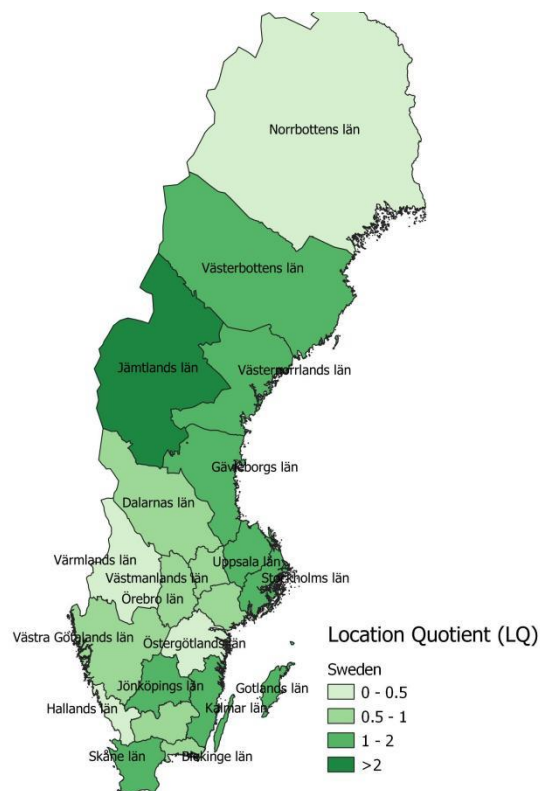 Norrbottens län
Västerbottens län
Jämtlands län
Västernorrlands län
Gävleborgs län
Dalarnas län
Värmlands län
Uppsala län
Västmanlands län
Stockholms län
Örebro län
Västra Götalands län
Östergötlands län
Jönköpings län
Gotlands län
Hallands län
Kalmar län
Skåne län
Blekinge län
Location Quotient (LQ)
Sweden
0 - 0.5
0.5 - 1
1 - 2
>2